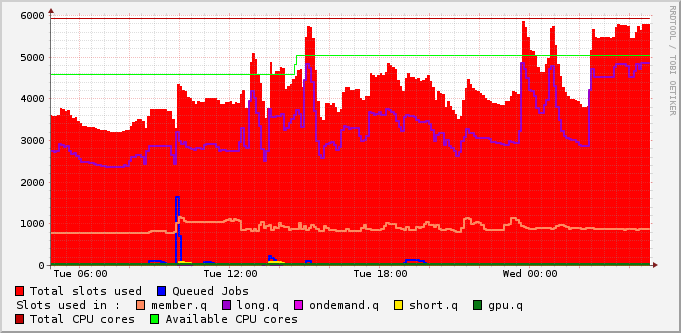 6000
5000
4000
3000
2000
1000
0
Tue 06:00 Tue 12:00 Tue 18:00 Wed 00:00
Total slots used Queued Jobs
Slots used in : member.q long.q ondemand.q short.q gpu.q
Total CPU cores Available CPU cores
RRDTOOL / TOBI OETIKER